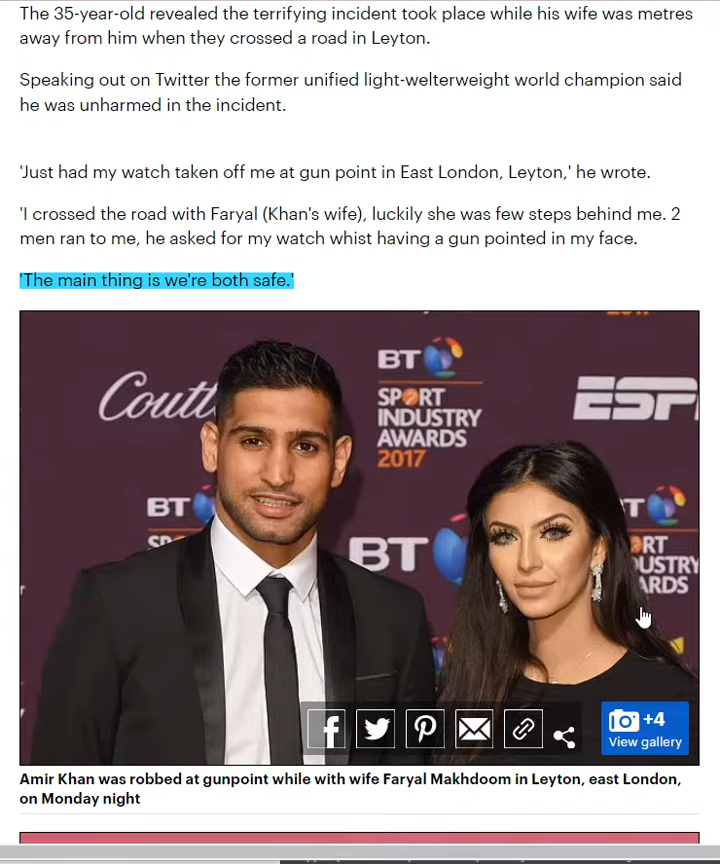 The 35-year-old revealed the terrifying incident took place while his wife was metres
away from him when they crossed a road in Leyton.
Speaking out on Twitter the former unified light-welterweight world champion said
he was unharmed in the incident.
'Just had my watch taken off me at gun point in East London, Leyton,' he wrote.
'I crossed the road with Faryal (Khan's wife), luckily she was few steps behind me. 2
men ran to me, he asked for my watch whist having a gun pointed in my face.
'The main thing is we're both safe.'
BT
SPORT
INDUSTRY
AWARDS
2017
Coutt
ESP
BT
SP
BT
T
ORT
USTRY
ARDS
+4
View gallery
Amir Khan was robbed at gunpoint while with wife Faryal Makhdoom in Leyton, east London,
on Monday night